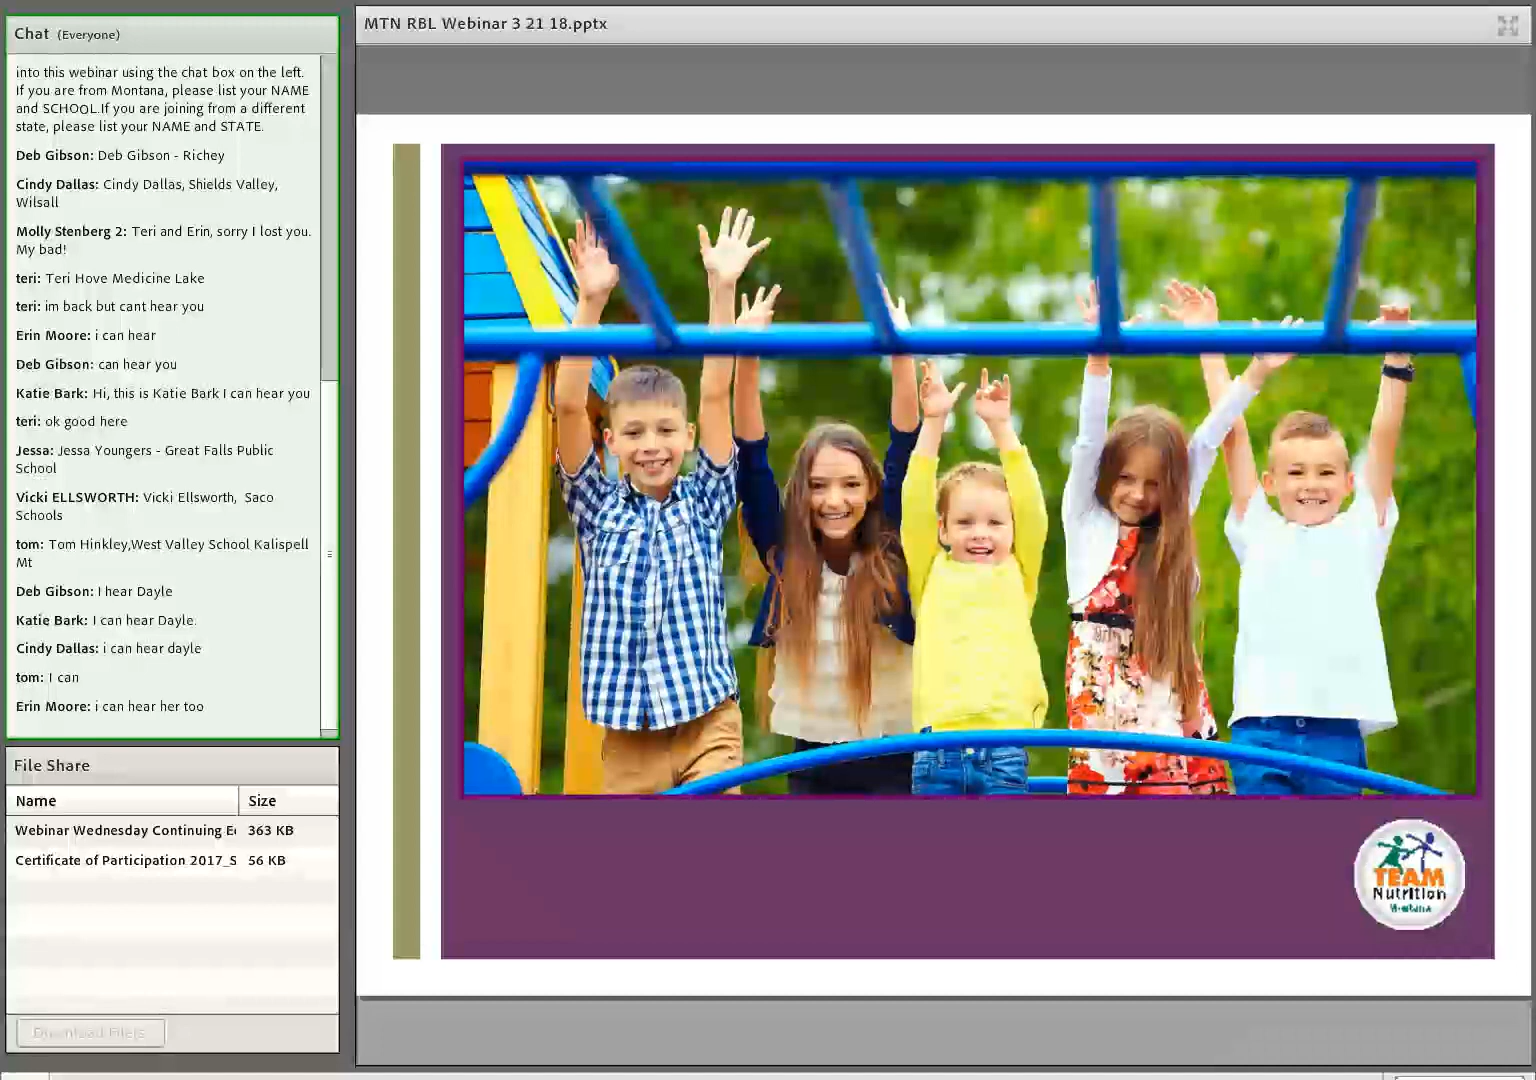 Chat (Everyone)
into this webinar using the chat box on the left.
If you are from Montana, please list your NAME
and SCHOOL.If you are joining from a different
state, please list your NAME and STATE.
Deb Gibson: Deb Gibson - Richey
Cindy Dallas: Cindy Dallas, Shields Valley,
Wilsall
Molly Stenberg 2: Teri and Erin, sorry I lost you.
My bad!
teri: Teri Hove Medicine Lake
teri: im back but cant hear you
Erin Moore: i can hear
Deb Gibson: can hear you
Katie Bark: Hi, this is Katie Bark I can hear you
teri: ok good here
Jessa: Jessa Youngers - Great Falls Public
School
Vicki ELLSWORTH: Vicki Ellsworth, Saco
Schools
tom: Tom Hinkley,West Valley School Kalispell
Mt
Deb Gibson: I hear Dayle
Katie Bark: I can hear Dayle.
Cindy Dallas: i can hear dayle
tom: I can
Erin Moore: i can hear her too
File Share
Name Size
Webinar Wednesday Continuing E 363 KB
Certificate of Participation 2017_S 56 KB
Download File(s)
MTN RBL Webinar 3 21 18.pptx
TEAM
Nutrition
Montana